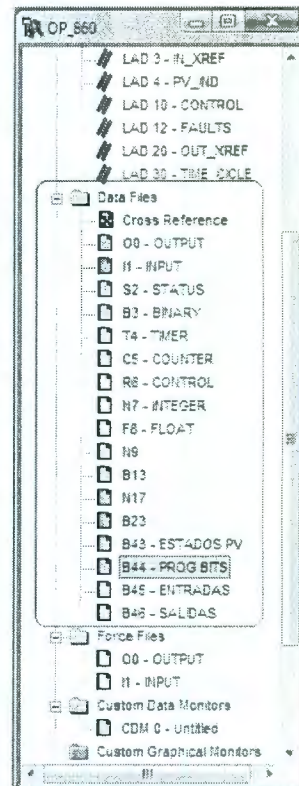 OP_860
LAD 3 - IN_XREF
LAD 4 - PV_IND
LAD 10 - CONTROL
LAD 12 - FAULTS
LAD 20 - OUT_XREF
LAD 30 - TIME_CICLE
Data Files
Cross Reference
O0 - OUTPUT
I1 - INPUT
S2 - STATUS
B3 - BINARY
T4 - TIMER
C5 - COUNTER
R6 - CONTROL
N7 - INTEGER
F8 - FLOAT
N9
B13
N17
B23
B43 - ESTADOS PV
B44 - PROG BITS
B45 - ENTRADAS
B46 - SALIDAS
Force Files
O0 - OUTPUT
I1 - INPUT
Custom Data Monitors
CDM 0 - Untitled
Custom Graphical Monitors